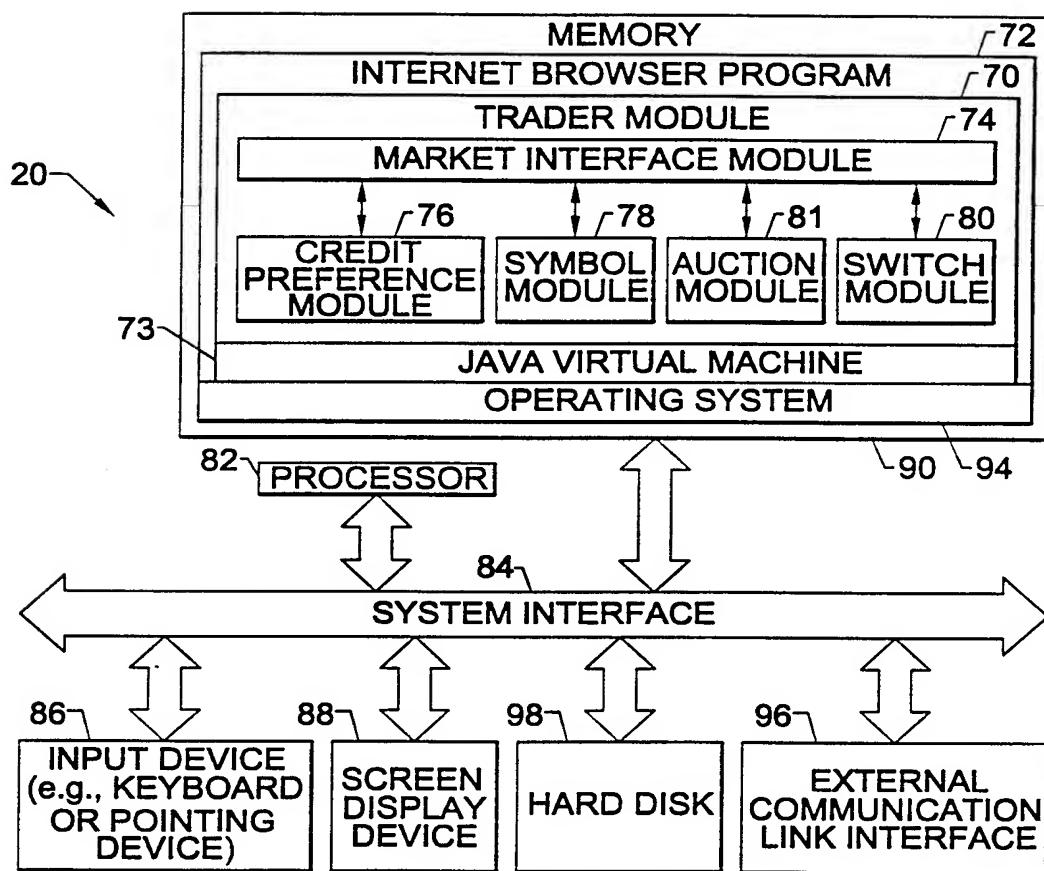 MEMORY
72
INTERNET BROWSER PROGRAM
70
TRADER MODULE
74
MARKET INTERFACE MODULE
20
76
78
81
80
CREDIT
PREFERENCE
MODULE
SYMBOL
MODULE
AUCTION
MODULE
SWITCH
MODULE
73
JAVA VIRTUAL MACHINE
OPERATING SYSTEM
82
PROCESSOR
90
94
84
SYSTEM INTERFACE
86
88
98
96
INPUT DEVICE
(e.g., KEYBOARD
OR POINTING
DEVICE)
SCREEN
DISPLAY
DEVICE
HARD DISK
EXTERNAL
COMMUNICATION
LINK INTERFACE